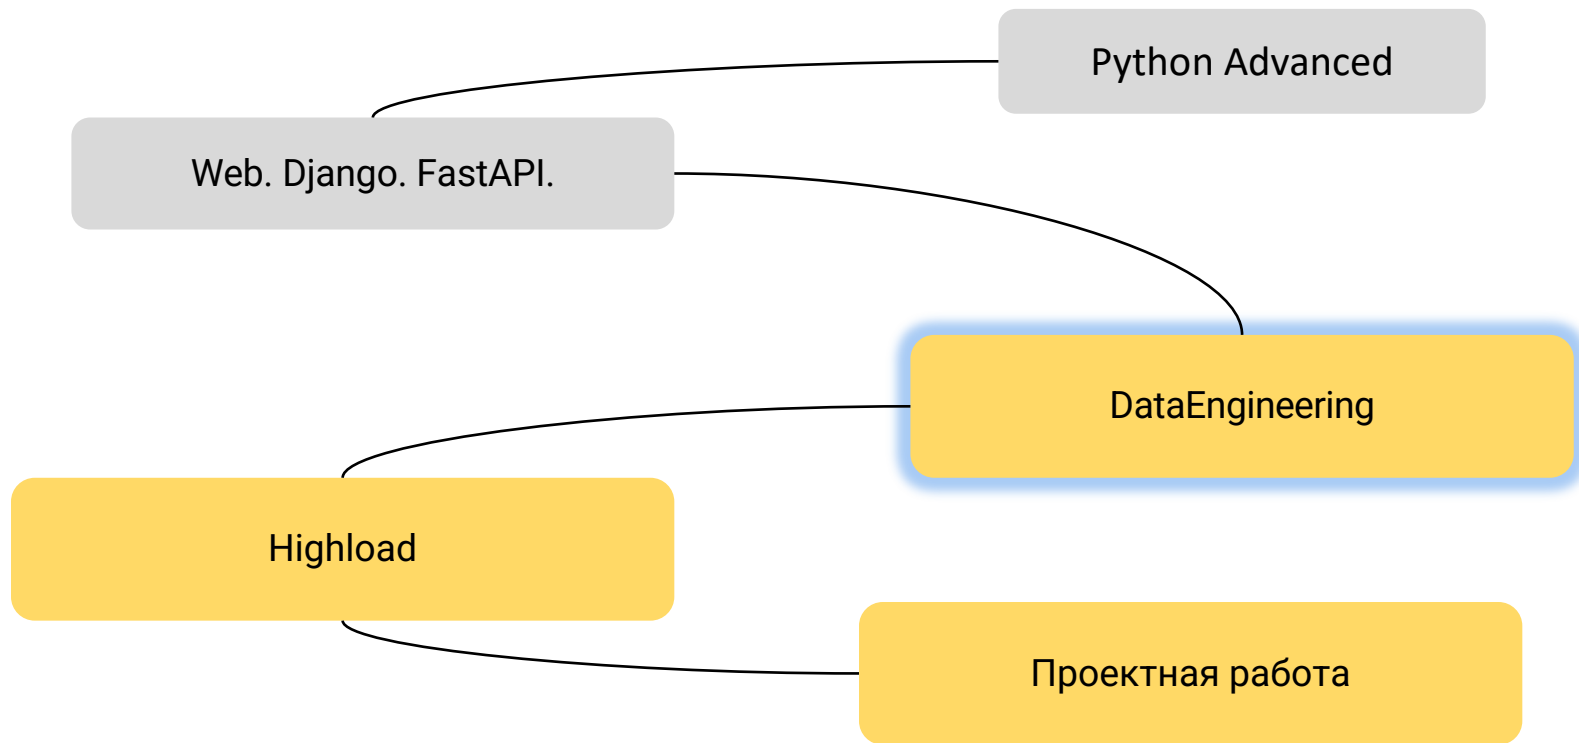 Python Advanced
Web. Django. FastAPI.
DataEngineering
Highload
Проектная работа